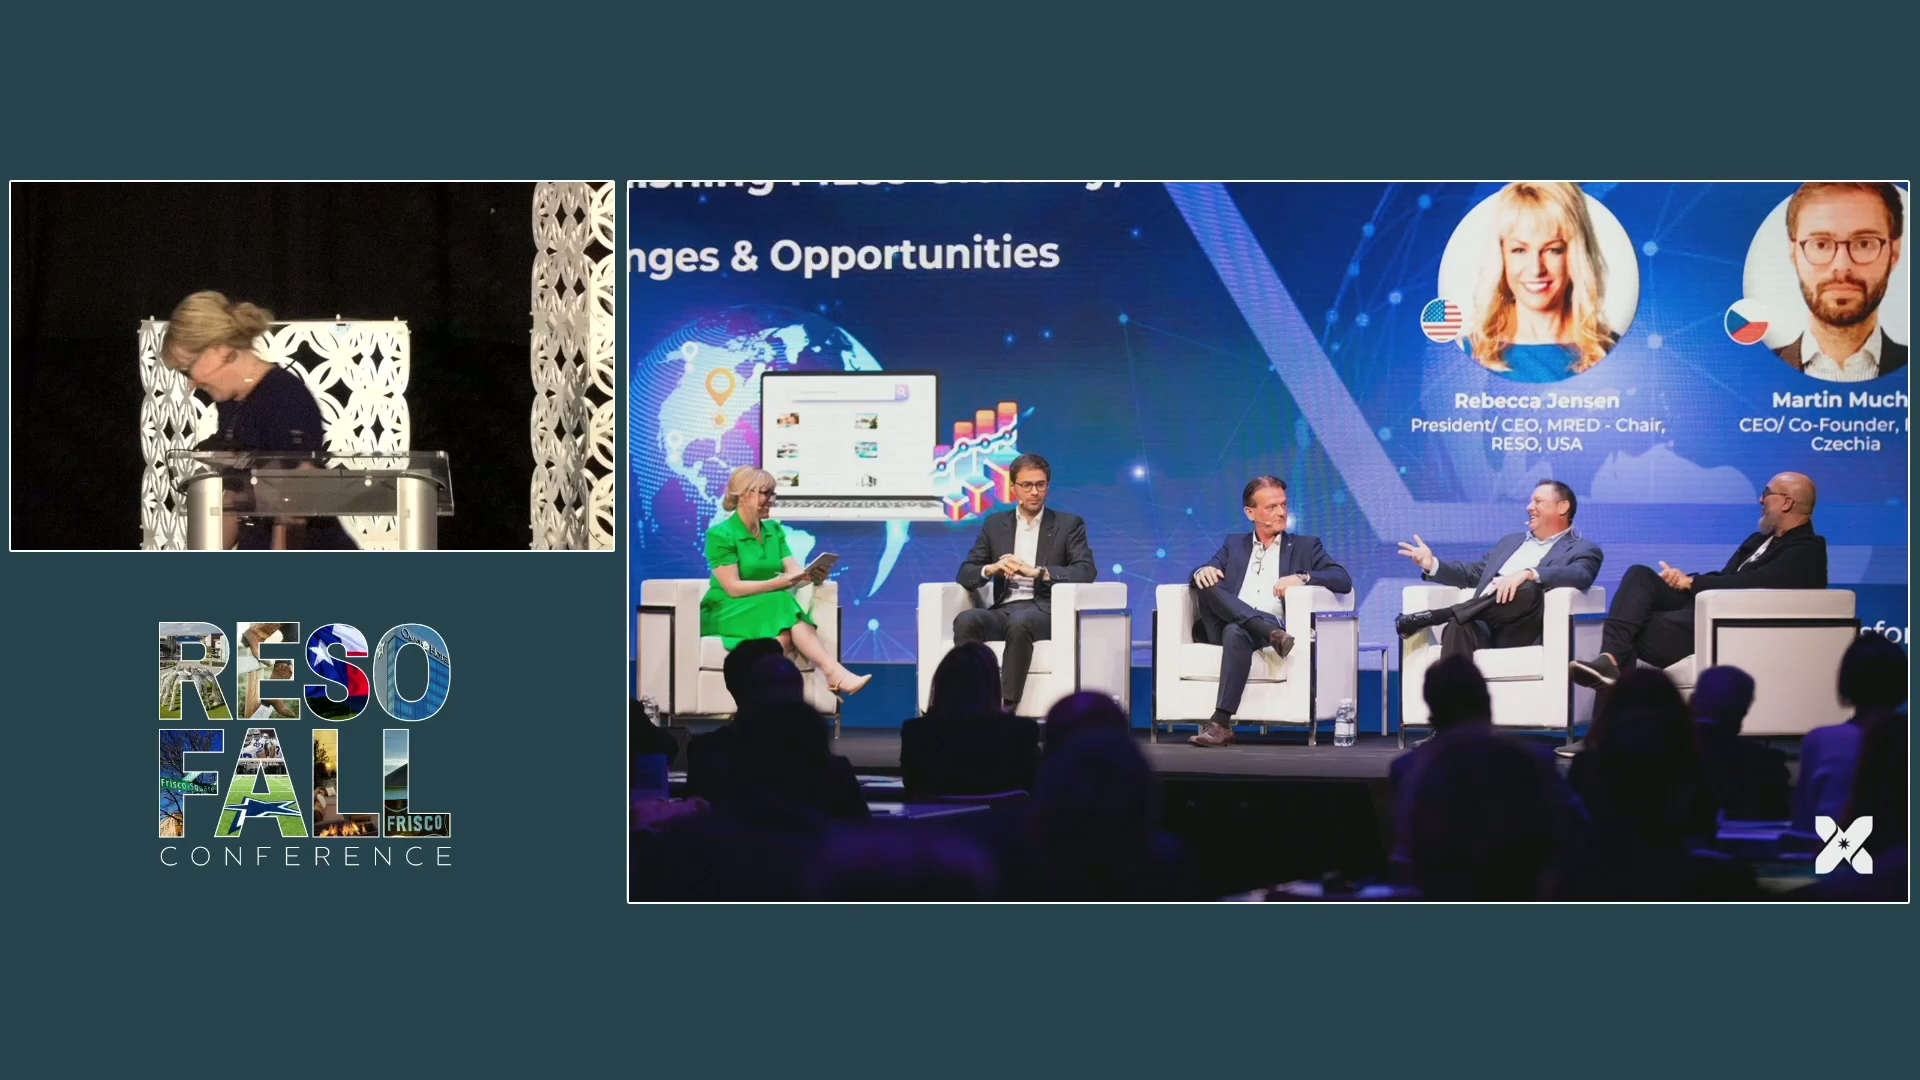 nges & Opportunities
Rebecca Jensen
President/ CEO, MRED - Chair,
RESO, USA
Martin Much
CEO/ Co-Founder,
Czechia
RESO
FALL
Frisco Square
FRISCO
CONFERENCE